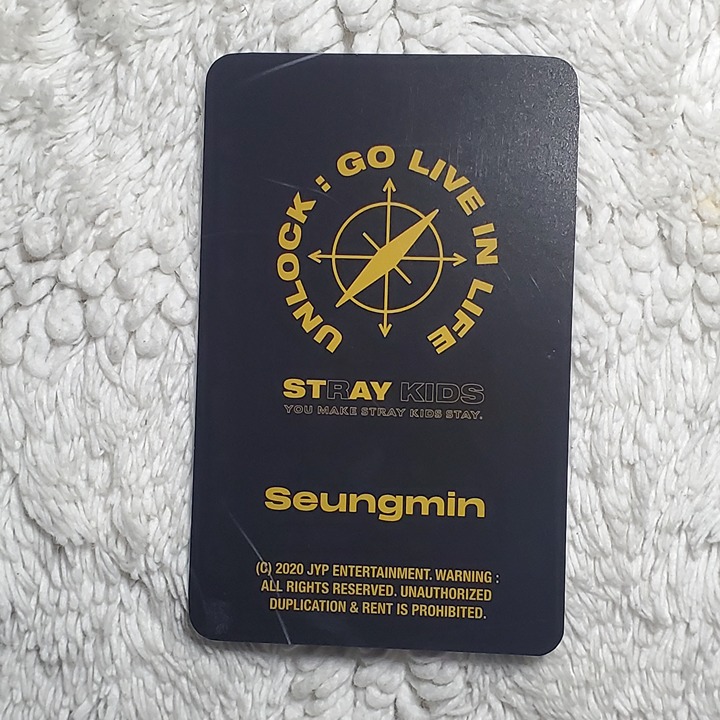 UNLOCK : GO LIVE IN LIFE
STRAY KIDS
YOU MAKE STRAY KIDS STAY.
Seungmin
(C) 2020 JYP ENTERTAINMENT. WARNING :
ALL RIGHTS RESERVED. UNAUTHORIZED
DUPLICATION & RENT IS PROHIBITED.